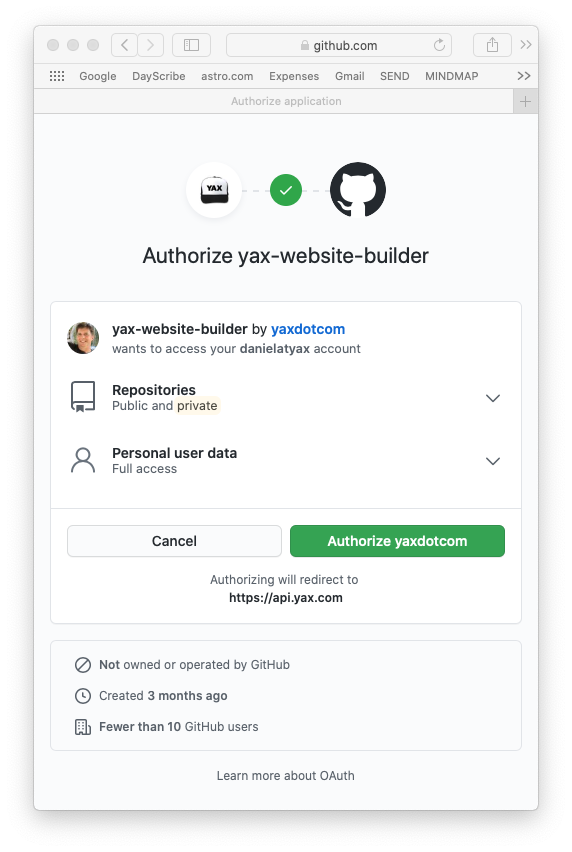 github.com
Google DayScribe astro.com Expenses Gmail SEND MINDMAP
Authorize application
YAX
Authorize yax-website-builder
yax-website-builder by yaxdotcom
wants to access your danielatyax account
Repositories
Public and private
Personal user data
Full access
Cancel Authorize yaxdotcom
Authorizing will redirect to
https://api.yax.com
Not owned or operated by GitHub
Created 3 months ago
Fewer than 10 GitHub users
Learn more about OAuth